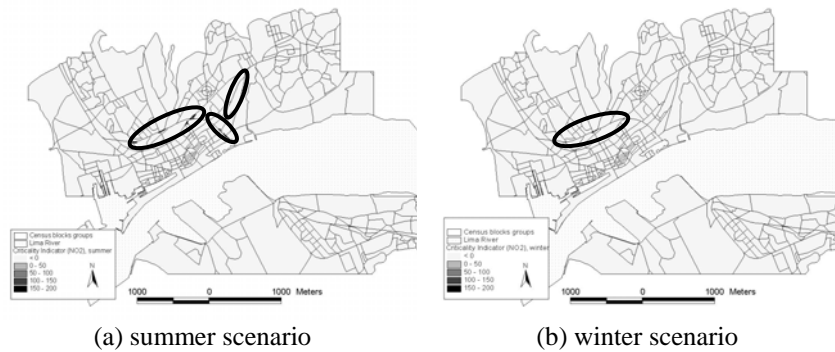 Census blocks groups
Lima River
Criticality Indicator (NO2), summer
< 0
0 - 50
50 - 100
100 - 150
150 - 200
N
1000 0 1000 Meters
(a) summer scenario
Census blocks groups
Lima River
Criticality Indicator (NO2), winter
< 0
0 - 50
50 - 100
100 - 150
150 - 200
N
1000 0 1000 Meters
(b) winter scenario